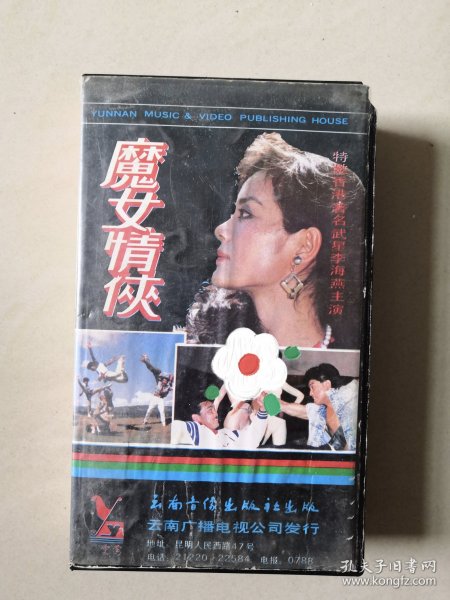 YUNNAN MUSIC & VIDEO PUBLISHING HOUSE
魔女情俠
特邀香港著名武星李海燕主演
云南音像出版社出版
云南广播电视公司发行
地址：昆明人民西路47号
电话：21220-22584 电报：0788
孔夫子旧书网
kongfz.com